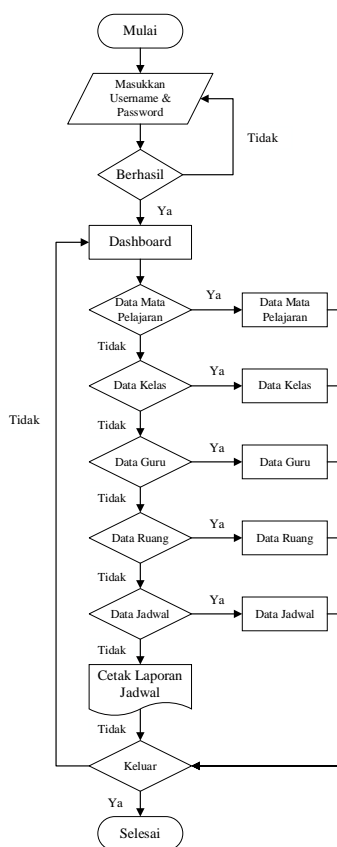 Mulai
Masukkan
Username &
Password
Tidak
Berhasil
Ya
Dashboard
Data Mata
Pelajaran
Ya
Data Mata
Pelajaran
Tidak
Data Kelas
Ya
Data Kelas
Tidak
Tidak
Data Guru
Ya
Data Guru
Tidak
Data Ruang
Ya
Data Ruang
Tidak
Data Jadwal
Ya
Data Jadwal
Tidak
Cetak Laporan
Jadwal
Tidak
Keluar
Ya
Selesai